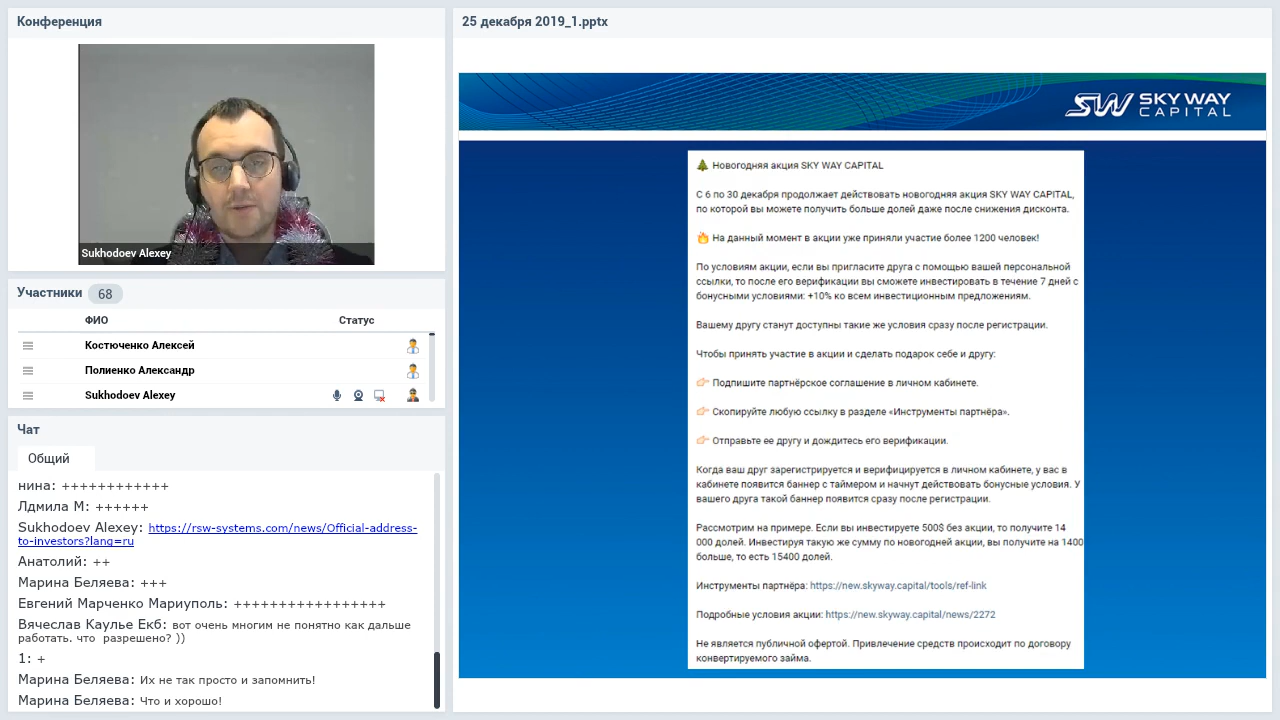 Конференция
Sukhodoev Alexey
Участники 68
ФИО Статус
Костюченко Алексей
Полиенко Александр
Sukhodoev Alexey
Чат
Общий
нина: ++++++++++++
Лдмила М: ++++++
Sukhodoev Alexey: https://rsw-systems.com/news/Official-address-
to-investors?lang=ru
Анатолий: ++
Марина Беляева: +++
Евгений Марченко Мариуполь: +++++++++++++++++
Вячеслав Каулье Екб: вот очень многим не понятно как дальше
работать. что разрешено? ))
1: +
Марина Беляева: Их не так просто и запомнить!
Марина Беляева: Что и хорошо!
25 декабря 2019_1.pptx
SW SKY WAY
CAPITAL
Новогодняя акция SKY WAY CAPITAL
С 6 по 30 декабря продолжает действовать новогодняя акция SKY WAY CAPITAL,
по которой вы можете получить больше долей даже после снижения дисконта.
На данный момент в акции уже приняли участие более 1200 человек!
По условиям акции, если вы пригласите друга с помощью вашей персональной
ссылки, то после его верификации вы сможете инвестировать в течение 7 дней с
бонусными условиями: +10% ко всем инвестиционным предложениям.
Вашему другу станут доступны такие же условия сразу после регистрации.
Чтобы принять участие в акции и сделать подарок себе и другу:
Подпишите партнёрское соглашение в личном кабинете.
Скопируйте любую ссылку в разделе «Инструменты партнёра».
Отправьте ее другу и дождитесь его верификации.
Когда ваш друг зарегистрируется и верифицируется в личном кабинете, у вас в
кабинете появится баннер с таймером и начнут действовать бонусные условия. У
вашего друга такой баннер появится сразу после регистрации.
Рассмотрим на примере. Если вы инвестируете 500$ без акции, то получите 14
000 долей. Инвестируя такую же сумму по новогодней акции, вы получите на 1400
больше, то есть 15400 долей.
Инструменты партнёра: https://new.skyway.capital/tools/ref-link
Подробные условия акции: https://new.skyway.capital/news/2272
Не является публичной офертой. Привлечение средств происходит по договору
конвертируемого займа.